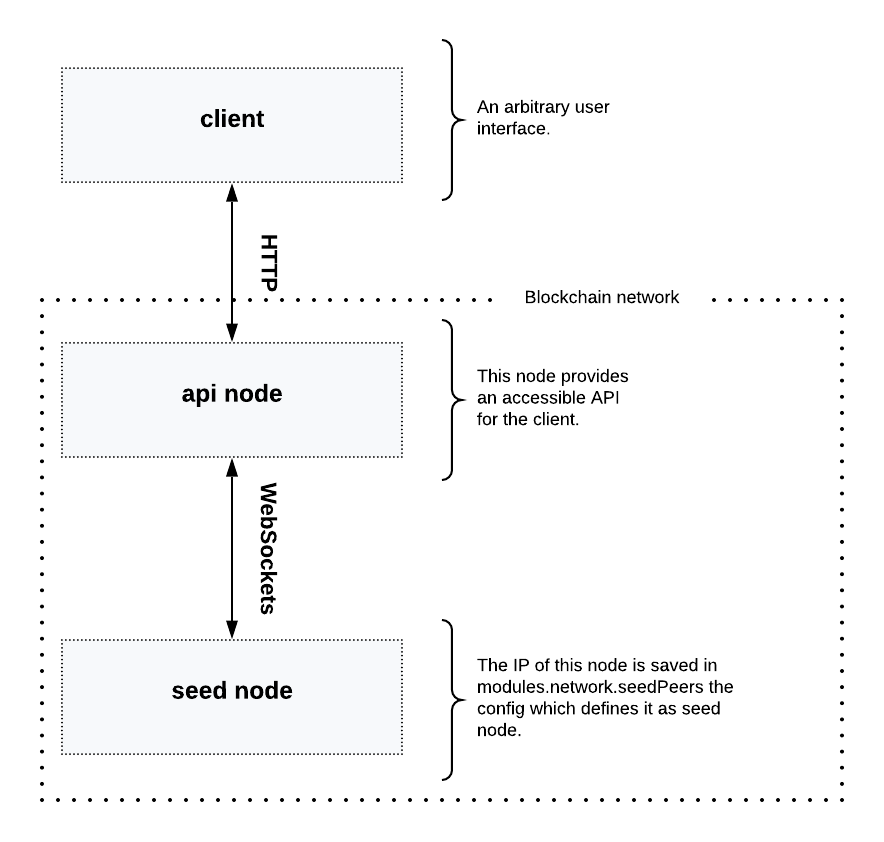 client
An arbitrary user
interface.
HTTP
Blockchain network
api node
This node provides
an accessible API
for the client.
WebSockets
seed node
The IP of this node is saved in
modules.network.seedPeers the
config which defines it as seed
node.